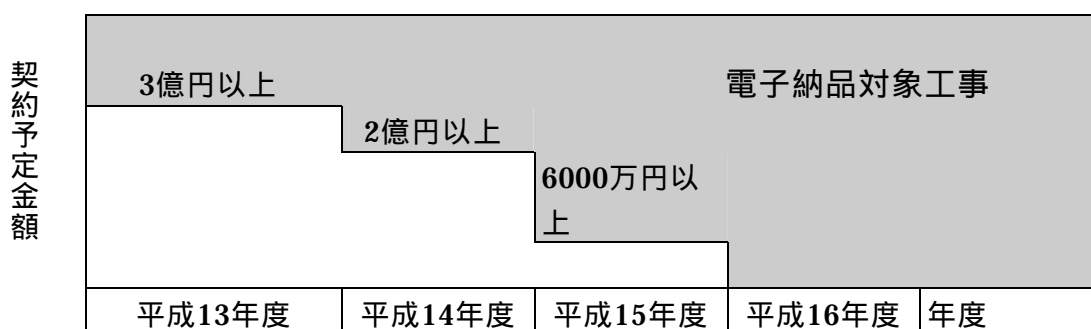 契約予定金額
3億円以上
電子納品対象工事
2億円以上
6000万円以
上
平成13年度
平成14年度
平成15年度
平成16年度
年度